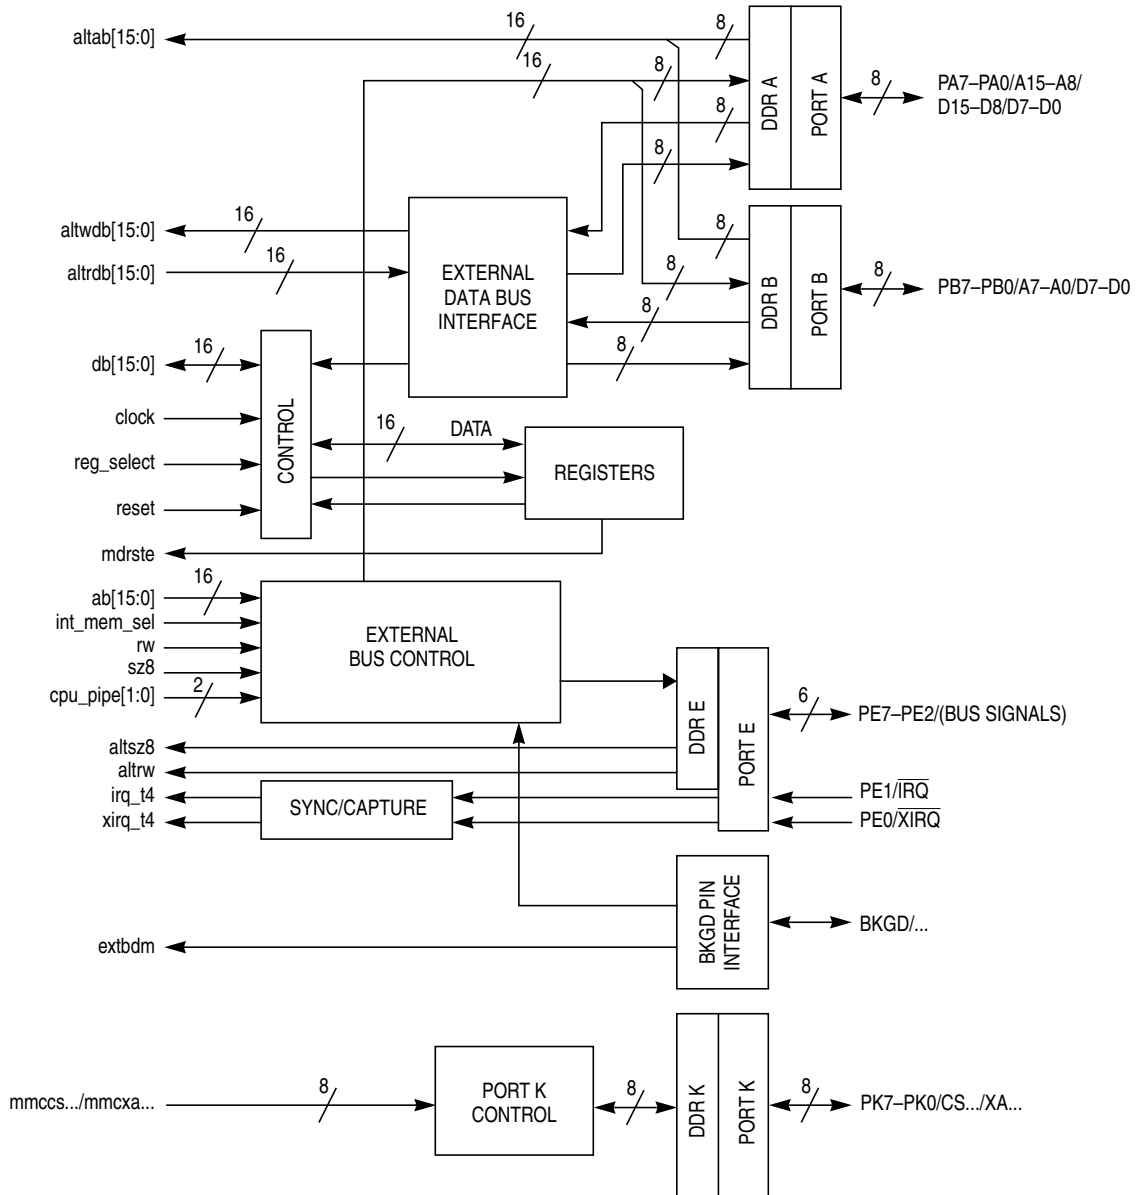 altab[15:0]
16
8
16
8
DDR A
PORT A
8
PA7–PA0/A15–A8/
D15–D8/D7–D0
8
8
altwdb[15:0]
16
altrdb[15:0]
16
EXTERNAL
DATA BUS
INTERFACE
8
8
8
8
DDR B
PORT B
8
PB7–PB0/A7–A0/D7–D0
db[15:0]
16
clock
reg_select
reset
CONTROL
16
DATA
REGISTERS
mdrste
ab[15:0]
16
int_mem_sel
rw
sz8
cpu_pipe[1:0]
2
EXTERNAL
BUS CONTROL
DDR E
PORT E
6
PE7–PE2/(BUS SIGNALS)
altsz8
altrw
irq_t4
xirq_t4
SYNC/CAPTURE
PE1/IRQ
PE0/XIRQ
BKGD PIN
INTERFACE
BKGD/...
extbdm
mmccs.../mmcxa...
8
PORT K
CONTROL
8
DDR K
PORT K
8
PK7–PK0/CS.../XA...